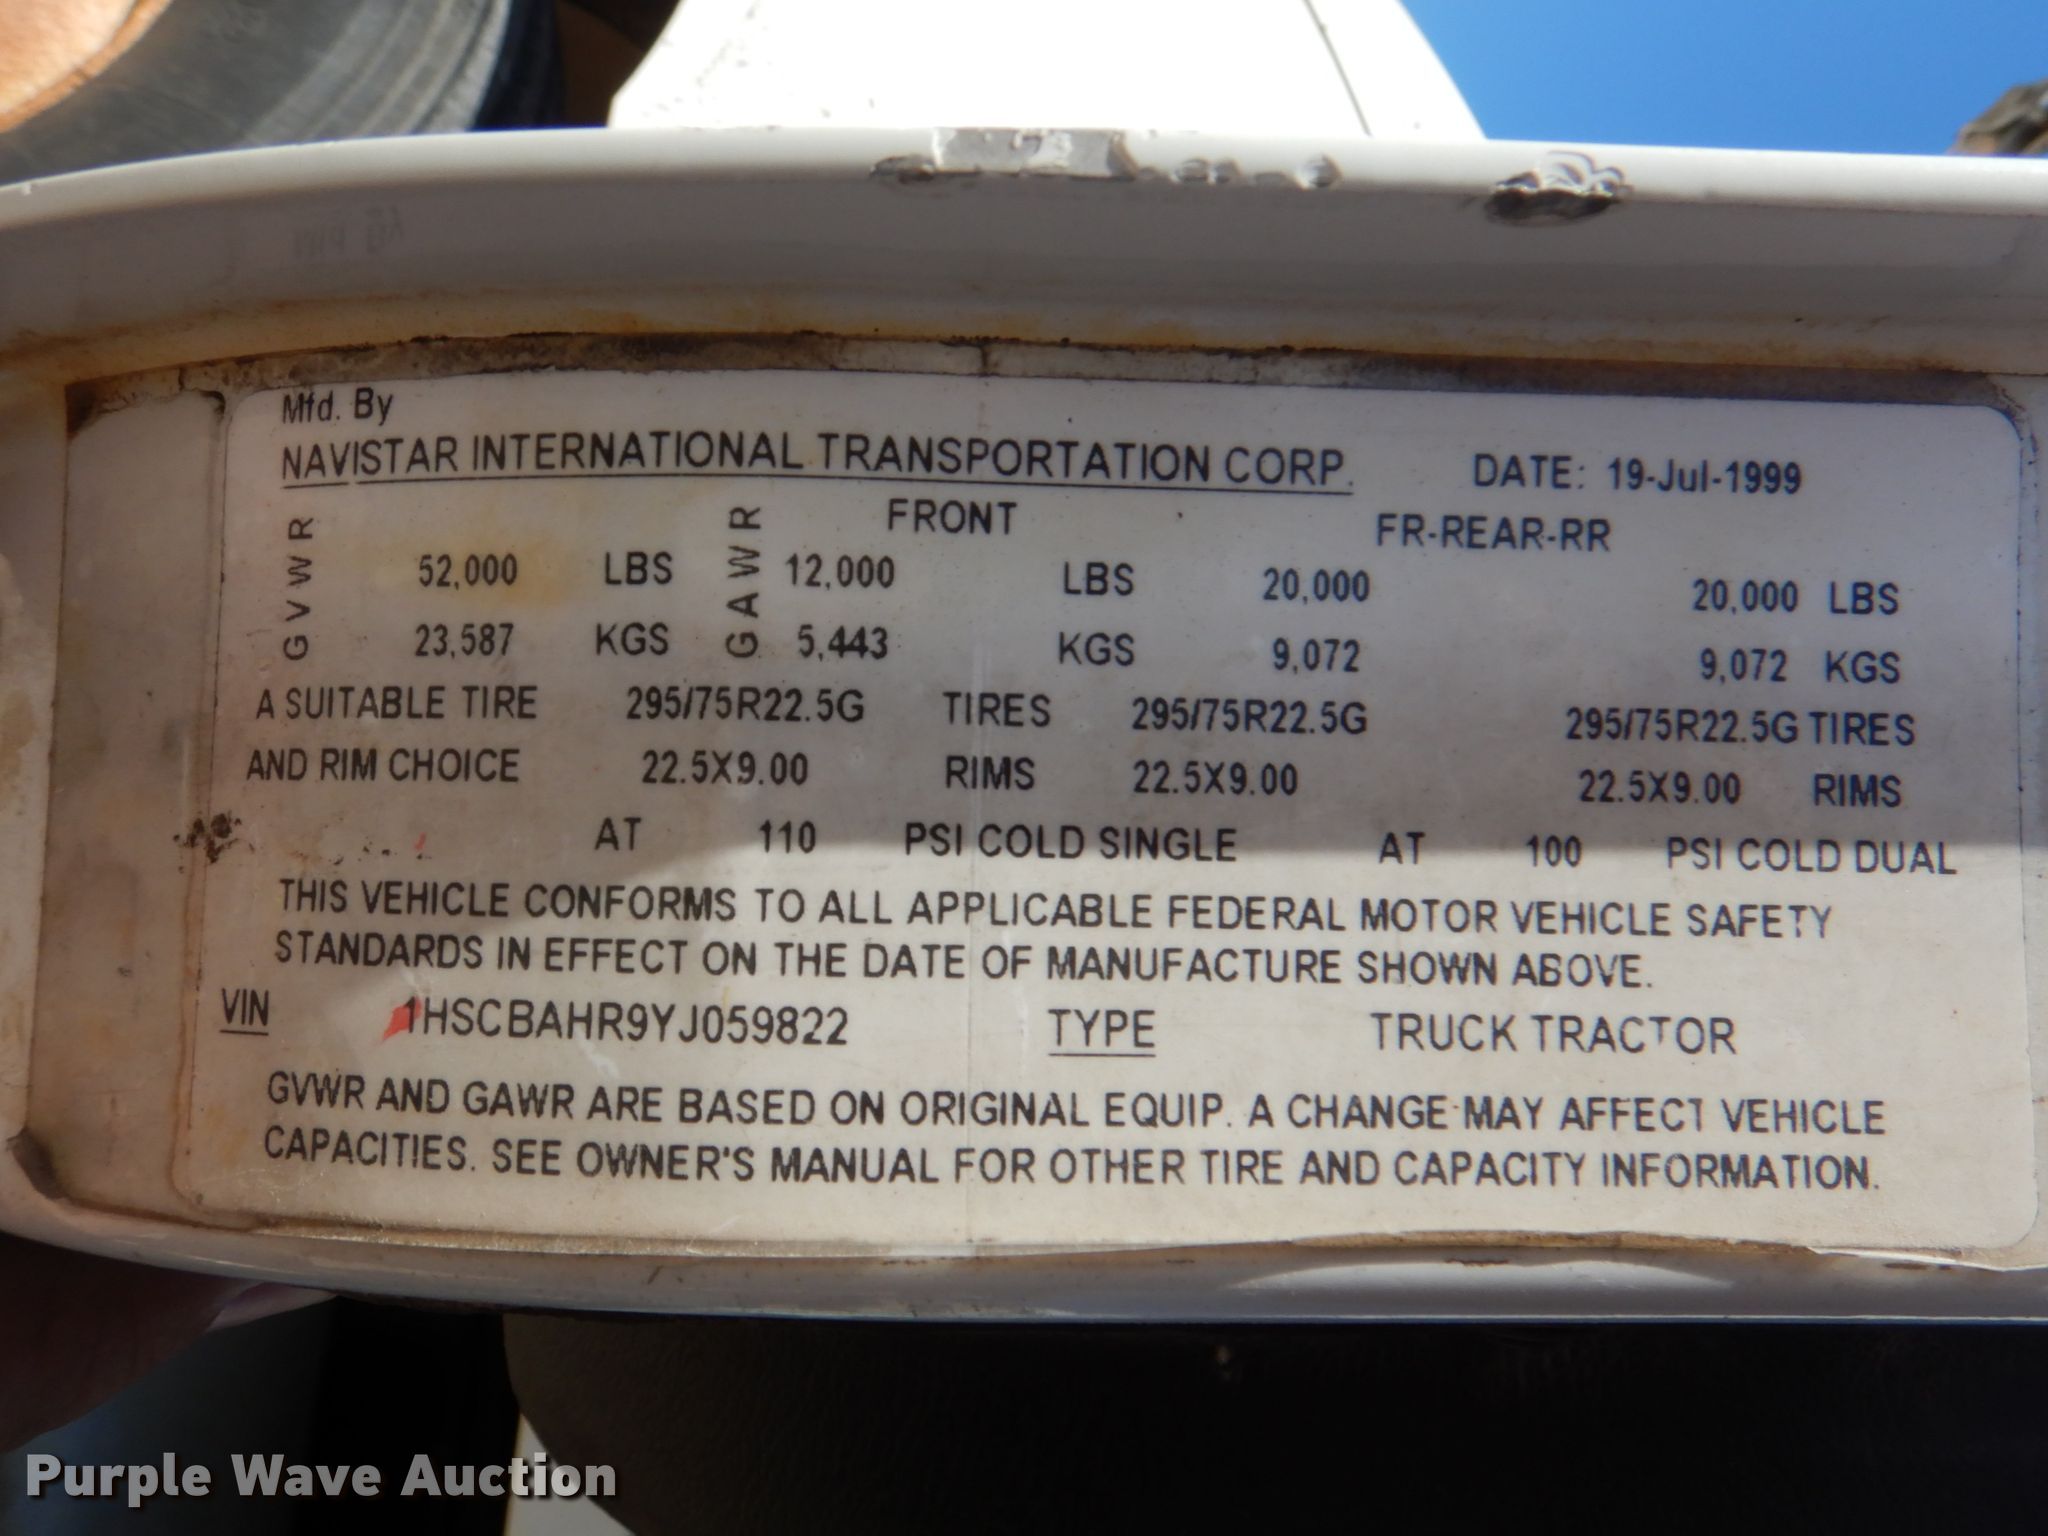 Mfd. By
NAVISTAR INTERNATIONAL TRANSPORTATION CORP. DATE: 19-Jul-1999
GVWR GAWR FRONT FR-REAR-RR
52,000 LBS 12,000 LBS 20,000 20,000 LBS
23,587 KGS 5,443 KGS 9,072 9,072 KGS
A SUITABLE TIRE 295/75R22.5G TIRES 295/75R22.5G 295/75R22.5G TIRES
AND RIM CHOICE 22.5X9.00 RIMS 22.5X9.00 22.5X9.00 RIMS
AT 110 PSI COLD SINGLE AT 100 PSI COLD DUAL
THIS VEHICLE CONFORMS TO ALL APPLICABLE FEDERAL MOTOR VEHICLE SAFETY
STANDARDS IN EFFECT ON THE DATE OF MANUFACTURE SHOWN ABOVE.
VIN 1HSCBAHR9YJ059822 TYPE TRUCK TRACTOR
GVWR AND GAWR ARE BASED ON ORIGINAL EQUIP. A CHANGE MAY AFFECT VEHICLE
CAPACITIES. SEE OWNER'S MANUAL FOR OTHER TIRE AND CAPACITY INFORMATION.
Purple Wave Auction